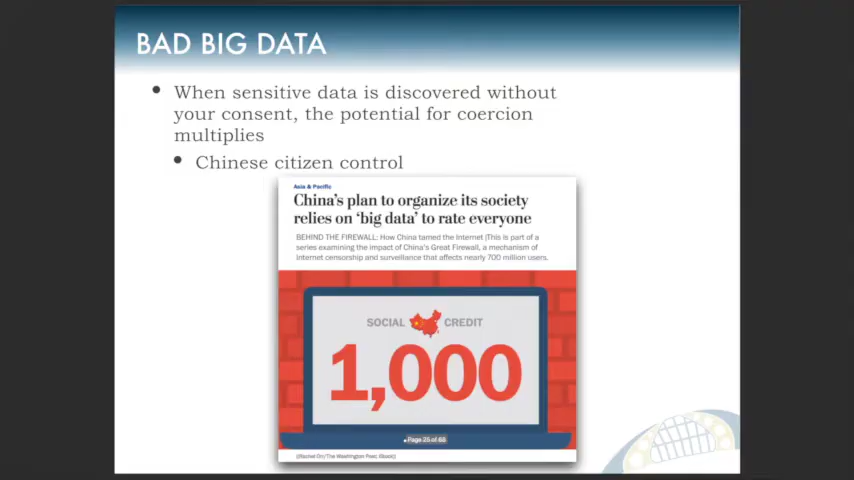 BAD BIG DATA
When sensitive data is discovered without
your consent, the potential for coercion
multiplies
Chinese citizen control
Asia & Pacific
China's plan to organize its society
relies on 'big data' to rate everyone
BEHIND THE FIREWALL: How China tamed the Internet |This is part of a
series examining the impact of China's Great Firewall, a mechanism of
Internet censorship and surveillance that affects nearly 700 million users.
SOCIAL CREDIT
1,000
Page 25 of 68
The Washington Post; iStock)